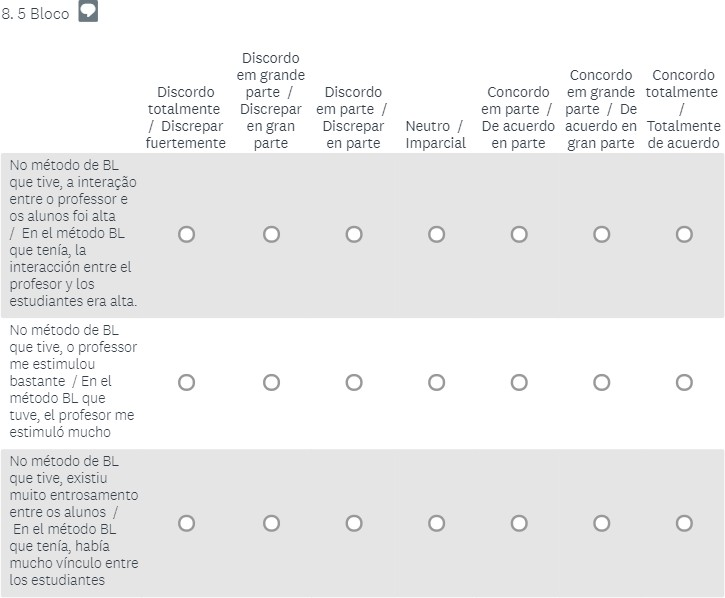 8. 5 Bloco
Discordo
totalmente
/ Discrepar
fuertemente
Discordo
em grande
parte /
Discrepar
en gran
parte
Discordo
em parte /
Discrepar
en parte
Neutro /
Imparcial
Concordo
em parte /
De acuerdo
en parte
Concordo
em grande
parte / De
acuerdo en
gran parte
Concordo
totalmente
/
Totalmente
de acuerdo
No método de BL
que tive, a interação
entre o professor e
os alunos foi alta
/ En el método BL
que tenía, la
interacción entre el
profesor y los
estudiantes era alta.
No método de BL
que tive, o professor
me estimulou
bastante / En el
método BL que
tuve, el profesor me
estimuló mucho
No método de BL
que tive, existiu
muito entrosamento
entre os alunos /
En el método BL
que tenía, había
mucho vínculo entre
los estudiantes